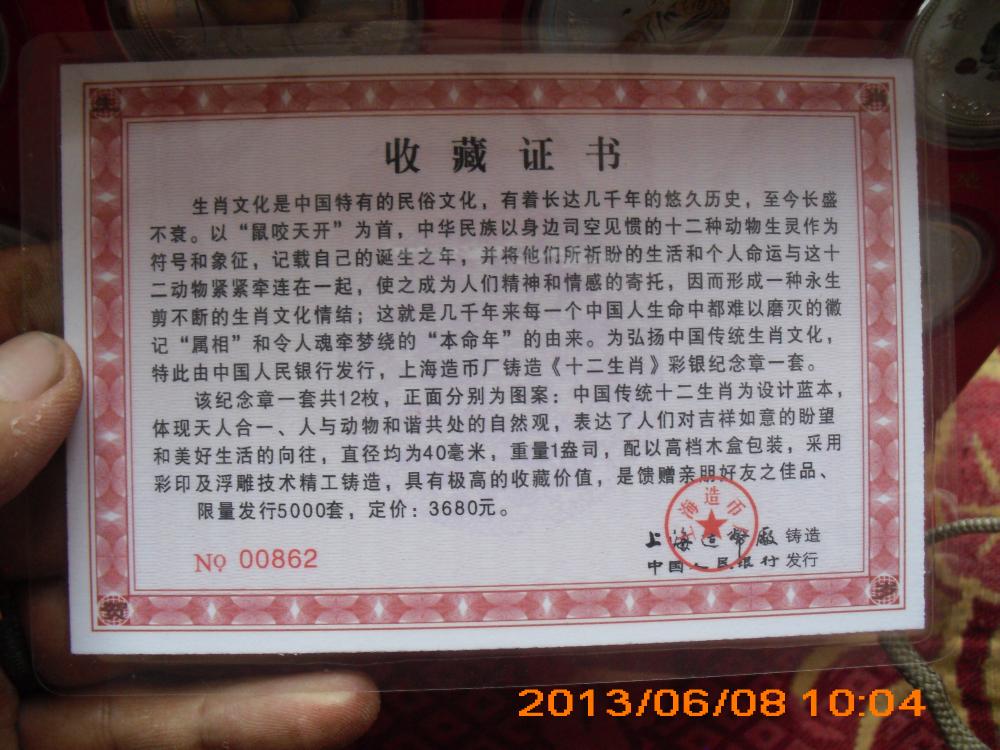 收藏证书
生肖文化是中国特有的民俗文化，有着长达几千年的悠久历史，至今长盛
不衰。以“鼠咬天开”为首，中华民族以身边司空见惯的十二种动物生灵作为
符号和象征，记载自己的诞生之年，并将他们所祈盼的生活和个人命运与这十
二动物紧紧牵连在一起，使之成为人们精神和情感的寄托，因而形成一种永生
剪不断的生肖文化情结；这就是几千年来每一个中国人生命中都难以磨灭的徽
记“属相”和令人魂牵梦绕的“本命年”的由来。为弘扬中国传统生肖文化，
特此由中国人民银行发行，上海造币厂铸造《十二生肖》彩银纪念章一套。
该纪念章一套共12枚，正面分别为图案：中国传统十二生肖为设计蓝本，
体现天人合一、人与动物和谐共处的自然观，表达了人们对吉祥如意的盼望
和美好生活的向往，直径均为40毫米，重量1盎司，配以高档木盒包装，采用
彩印及浮雕技术精工铸造，具有极高的收藏价值，是馈赠亲朋好友之佳品、
限量发行5000套，定价：3680元。
上海造币
上海造幣廠 铸造
No 00862
中国人民银行 发行
2013/06/08 10:04